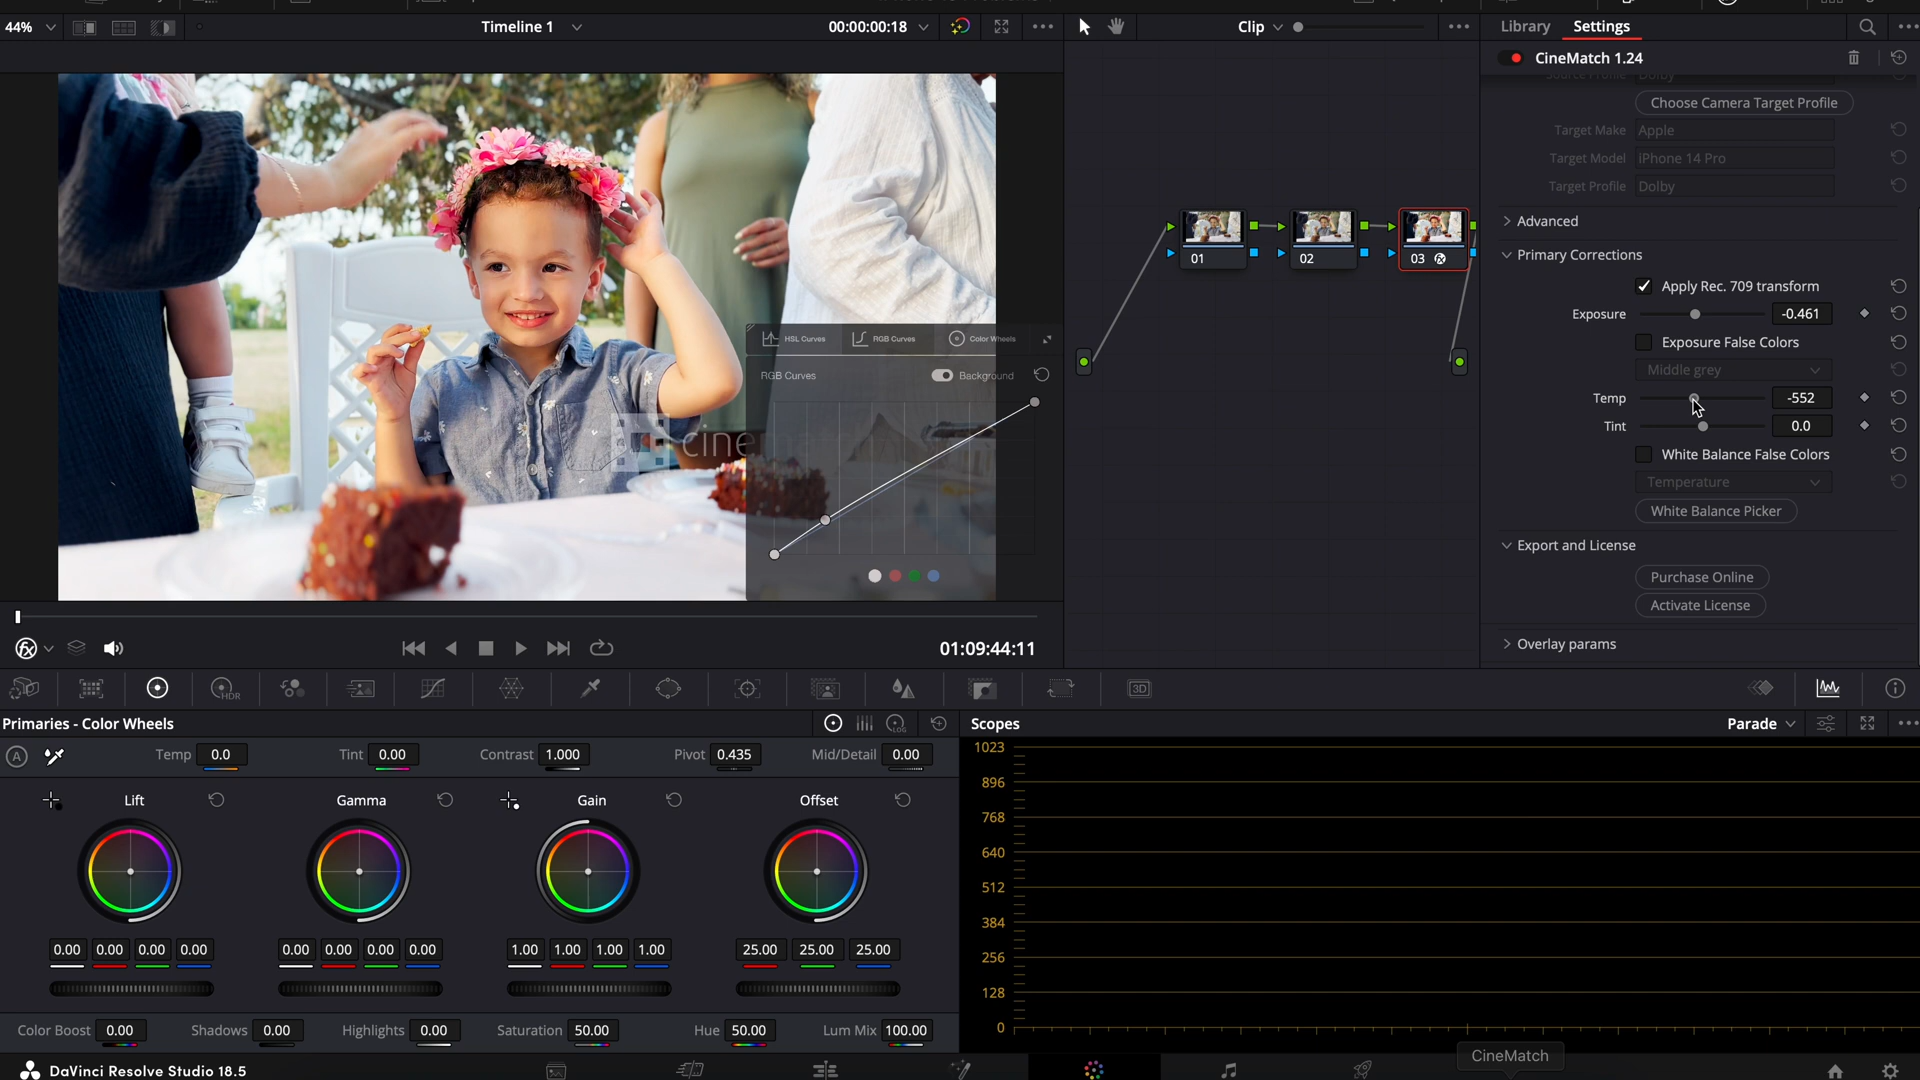 44%
Timeline 1
00:00:00:18
Clip
Library
Settings
CineMatch 1.24
Source Profile
Dolby
Choose Camera Target Profile
Target Make
Apple
Target Model
iPhone 14 Pro
Target Profile
Dolby
Advanced
Primary Corrections
Apply Rec. 709 transform
Exposure
-0.461
Exposure False Colors
Middle grey
Temp
-552
Tint
0.0
White Balance False Colors
Temperature
White Balance Picker
Export and License
Purchase Online
Activate License
Overlay params
HSL Curves
RGB Curves
Color Wheels
RGB Curves
Background
01
02
03
fx
01:09:44:11
HDR
3D
Primaries - Color Wheels
LOG
A
Temp 0.0
Tint 0.00
Contrast 1.000
Pivot 0.435
Mid/Detail 0.00
Lift
Gamma
Gain
Offset
0.00 0.00 0.00 0.00
0.00 0.00 0.00 0.00
1.00 1.00 1.00 1.00
25.00 25.00 25.00
Color Boost 0.00
Shadows 0.00
Highlights 0.00
Saturation 50.00
Hue 50.00
Lum Mix 100.00
Scopes
Parade
1023
896
768
640
512
384
256
128
0
CineMatch
DaVinci Resolve Studio 18.5